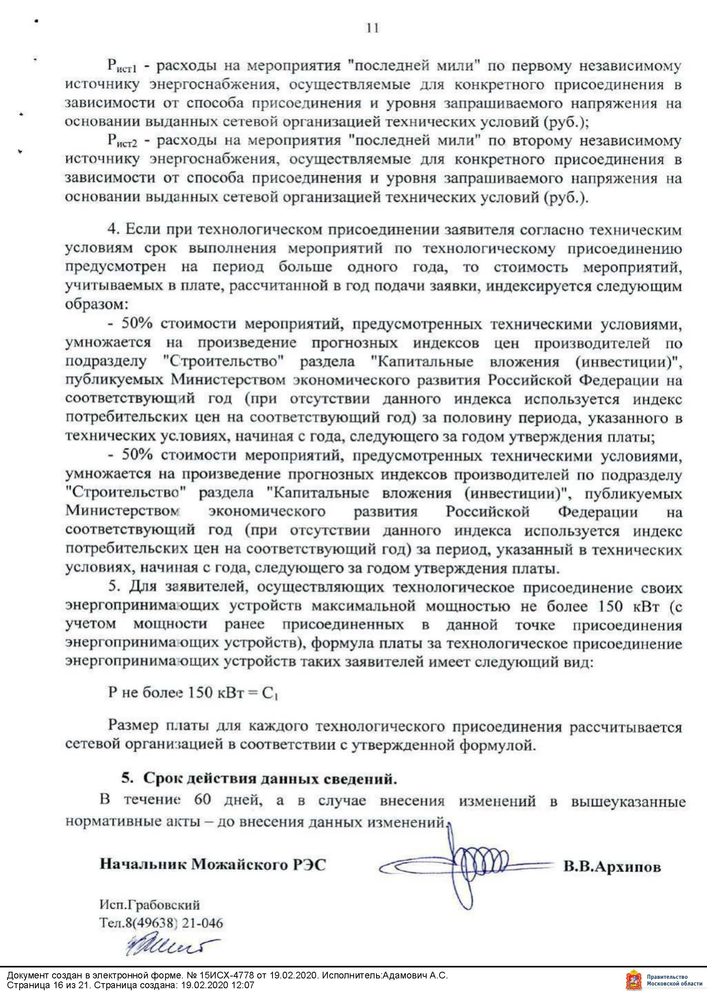 11
Рист1 - расходы на мероприятия "последней мили" по первому независимому
источнику энергоснабжения, осуществляемые для конкретного присоединения в
зависимости от способа присоединения и уровня запрашиваемого напряжения на
основании выданных сетевой организацией технических условий (руб.);
Рист2 - расходы на мероприятия "последней мили" по второму независимому
источнику энергоснабжения, осуществляемые для конкретного присоединения в
зависимости от способа присоединения и уровня запрашиваемого напряжения на
основании выданных сетевой организацией технических условий (руб.).
4. Если при технологическом присоединении заявителя согласно техническим
условиям срок выполнения мероприятий по технологическому присоединению
предусмотрен на период больше одного года, то стоимость мероприятий,
учитываемых в плате, рассчитанной в год подачи заявки, индексируется следующим
образом:
- 50% стоимости мероприятий, предусмотренных техническими условиями,
умножается на произведение прогнозных индексов цен производителей по
подразделу "Строительство" раздела "Капитальные вложения (инвестиции)",
публикуемых Министерством экономического развития Российской Федерации на
соответствующий год (при отсутствии данного индекса используется индекс
потребительских цен на соответствующий год) за половину периода, указанного в
технических условиях, начиная с года, следующего за годом утверждения платы;
- 50% стоимости мероприятий, предусмотренных техническими условиями,
умножается на произведение прогнозных индексов производителей по подразделу
"Строительство" раздела "Капитальные вложения (инвестиции)", публикуемых
Министерством экономического развития Российской Федерации на
соответствующий год (при отсутствии данного индекса используется индекс
потребительских цен на соответствующий год) за период, указанный в технических
условиях, начиная с года, следующего за годом утверждения платы.
5. Для заявителей, осуществляющих технологическое присоединение своих
энергопринимающих устройств максимальной мощностью не более 150 кВт (с
учетом мощности ранее присоединенных в данной точке присоединения
энергопринимающих устройств), формула платы за технологическое присоединение
энергопринимающих устройств таких заявителей имеет следующий вид:
Р не более 150 кВт = С1
Размер платы для каждого технологического присоединения рассчитывается
сетевой организацией в соответствии с утвержденной формулой.
5. Срок действия данных сведений.
В течение 60 дней, а в случае внесения изменений в вышеуказанные
нормативные акты – до внесения данных изменений.
Начальник Можайского РЭС В.В.Архипов
Исп.Грабовский
Тел.8(49638) 21-046
Документ создан в электронной форме. № 15ИСХ-4778 от 19.02.2020. Исполнитель:Адамович А.С.
Страница 16 из 21. Страница создана: 19.02.2020 12:07
Правительство
Московской области